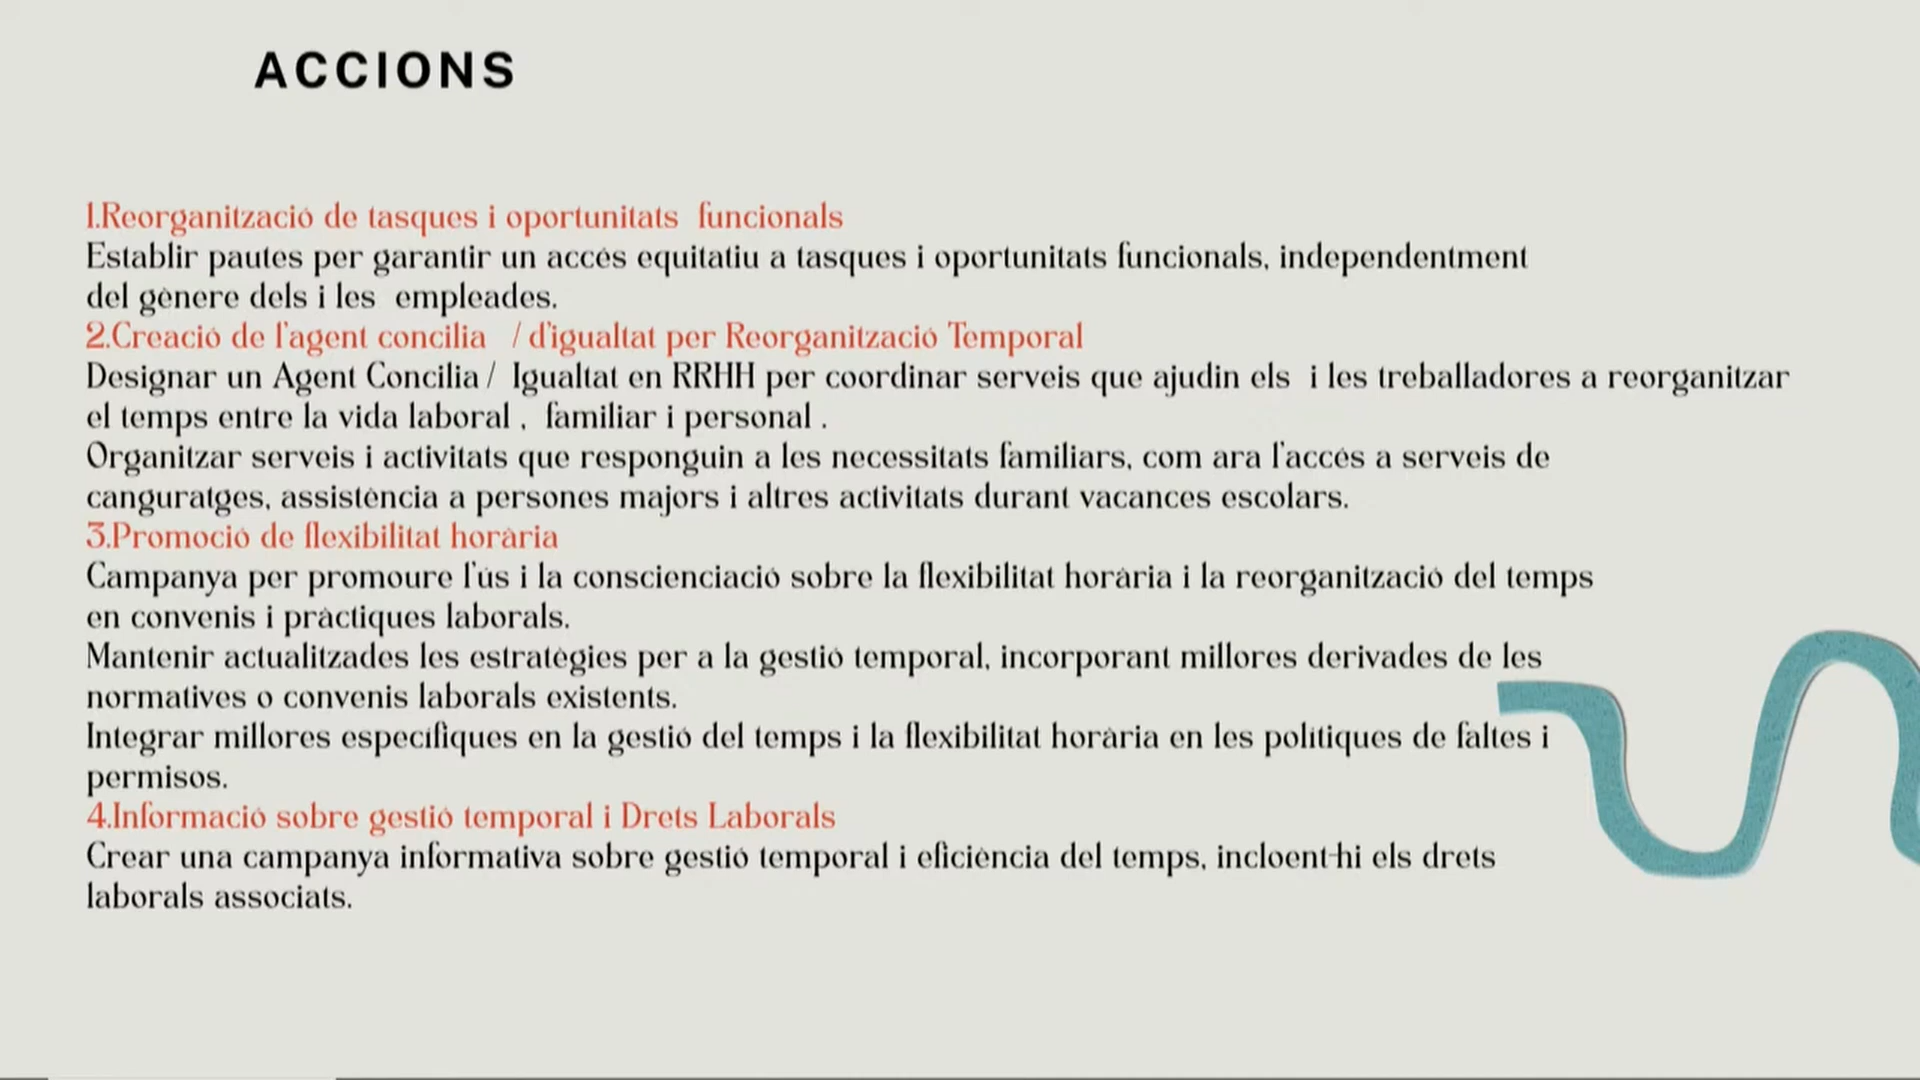 ACCIONS
1.Reorganització de tasques i oportunitats funcionals
Establir pautes per garantir un accés equitatiu a tasques i oportunitats funcionals, independentment
del gènere dels i les empleades.
2.Creació de l'agent concilia / d'igualtat per Reorganització Temporal
Designar un Agent Concilia / Igualtat en RRHH per coordinar serveis que ajudin els i les treballadores a reorganitzar
el temps entre la vida laboral , familiar i personal .
Organitzar serveis i activitats que responguin a les necessitats familiars, com ara l'accés a serveis de
canguratges, assistència a persones majors i altres activitats durant vacances escolars.
3.Promoció de flexibilitat horària
Campanya per promoure l'ús i la conscienciació sobre la flexibilitat horària i la reorganització del temps
en convenis i pràctiques laborals.
Mantenir actualitzades les estratègies per a la gestió temporal, incorporant millores derivades de les
normatives o convenis laborals existents.
Integrar millores específiques en la gestió del temps i la flexibilitat horària en les polítiques de faltes i
permisos.
4.Informació sobre gestió temporal i Drets Laborals
Crear una campanya informativa sobre gestió temporal i eficiència del temps, incloent-hi els drets
laborals associats.